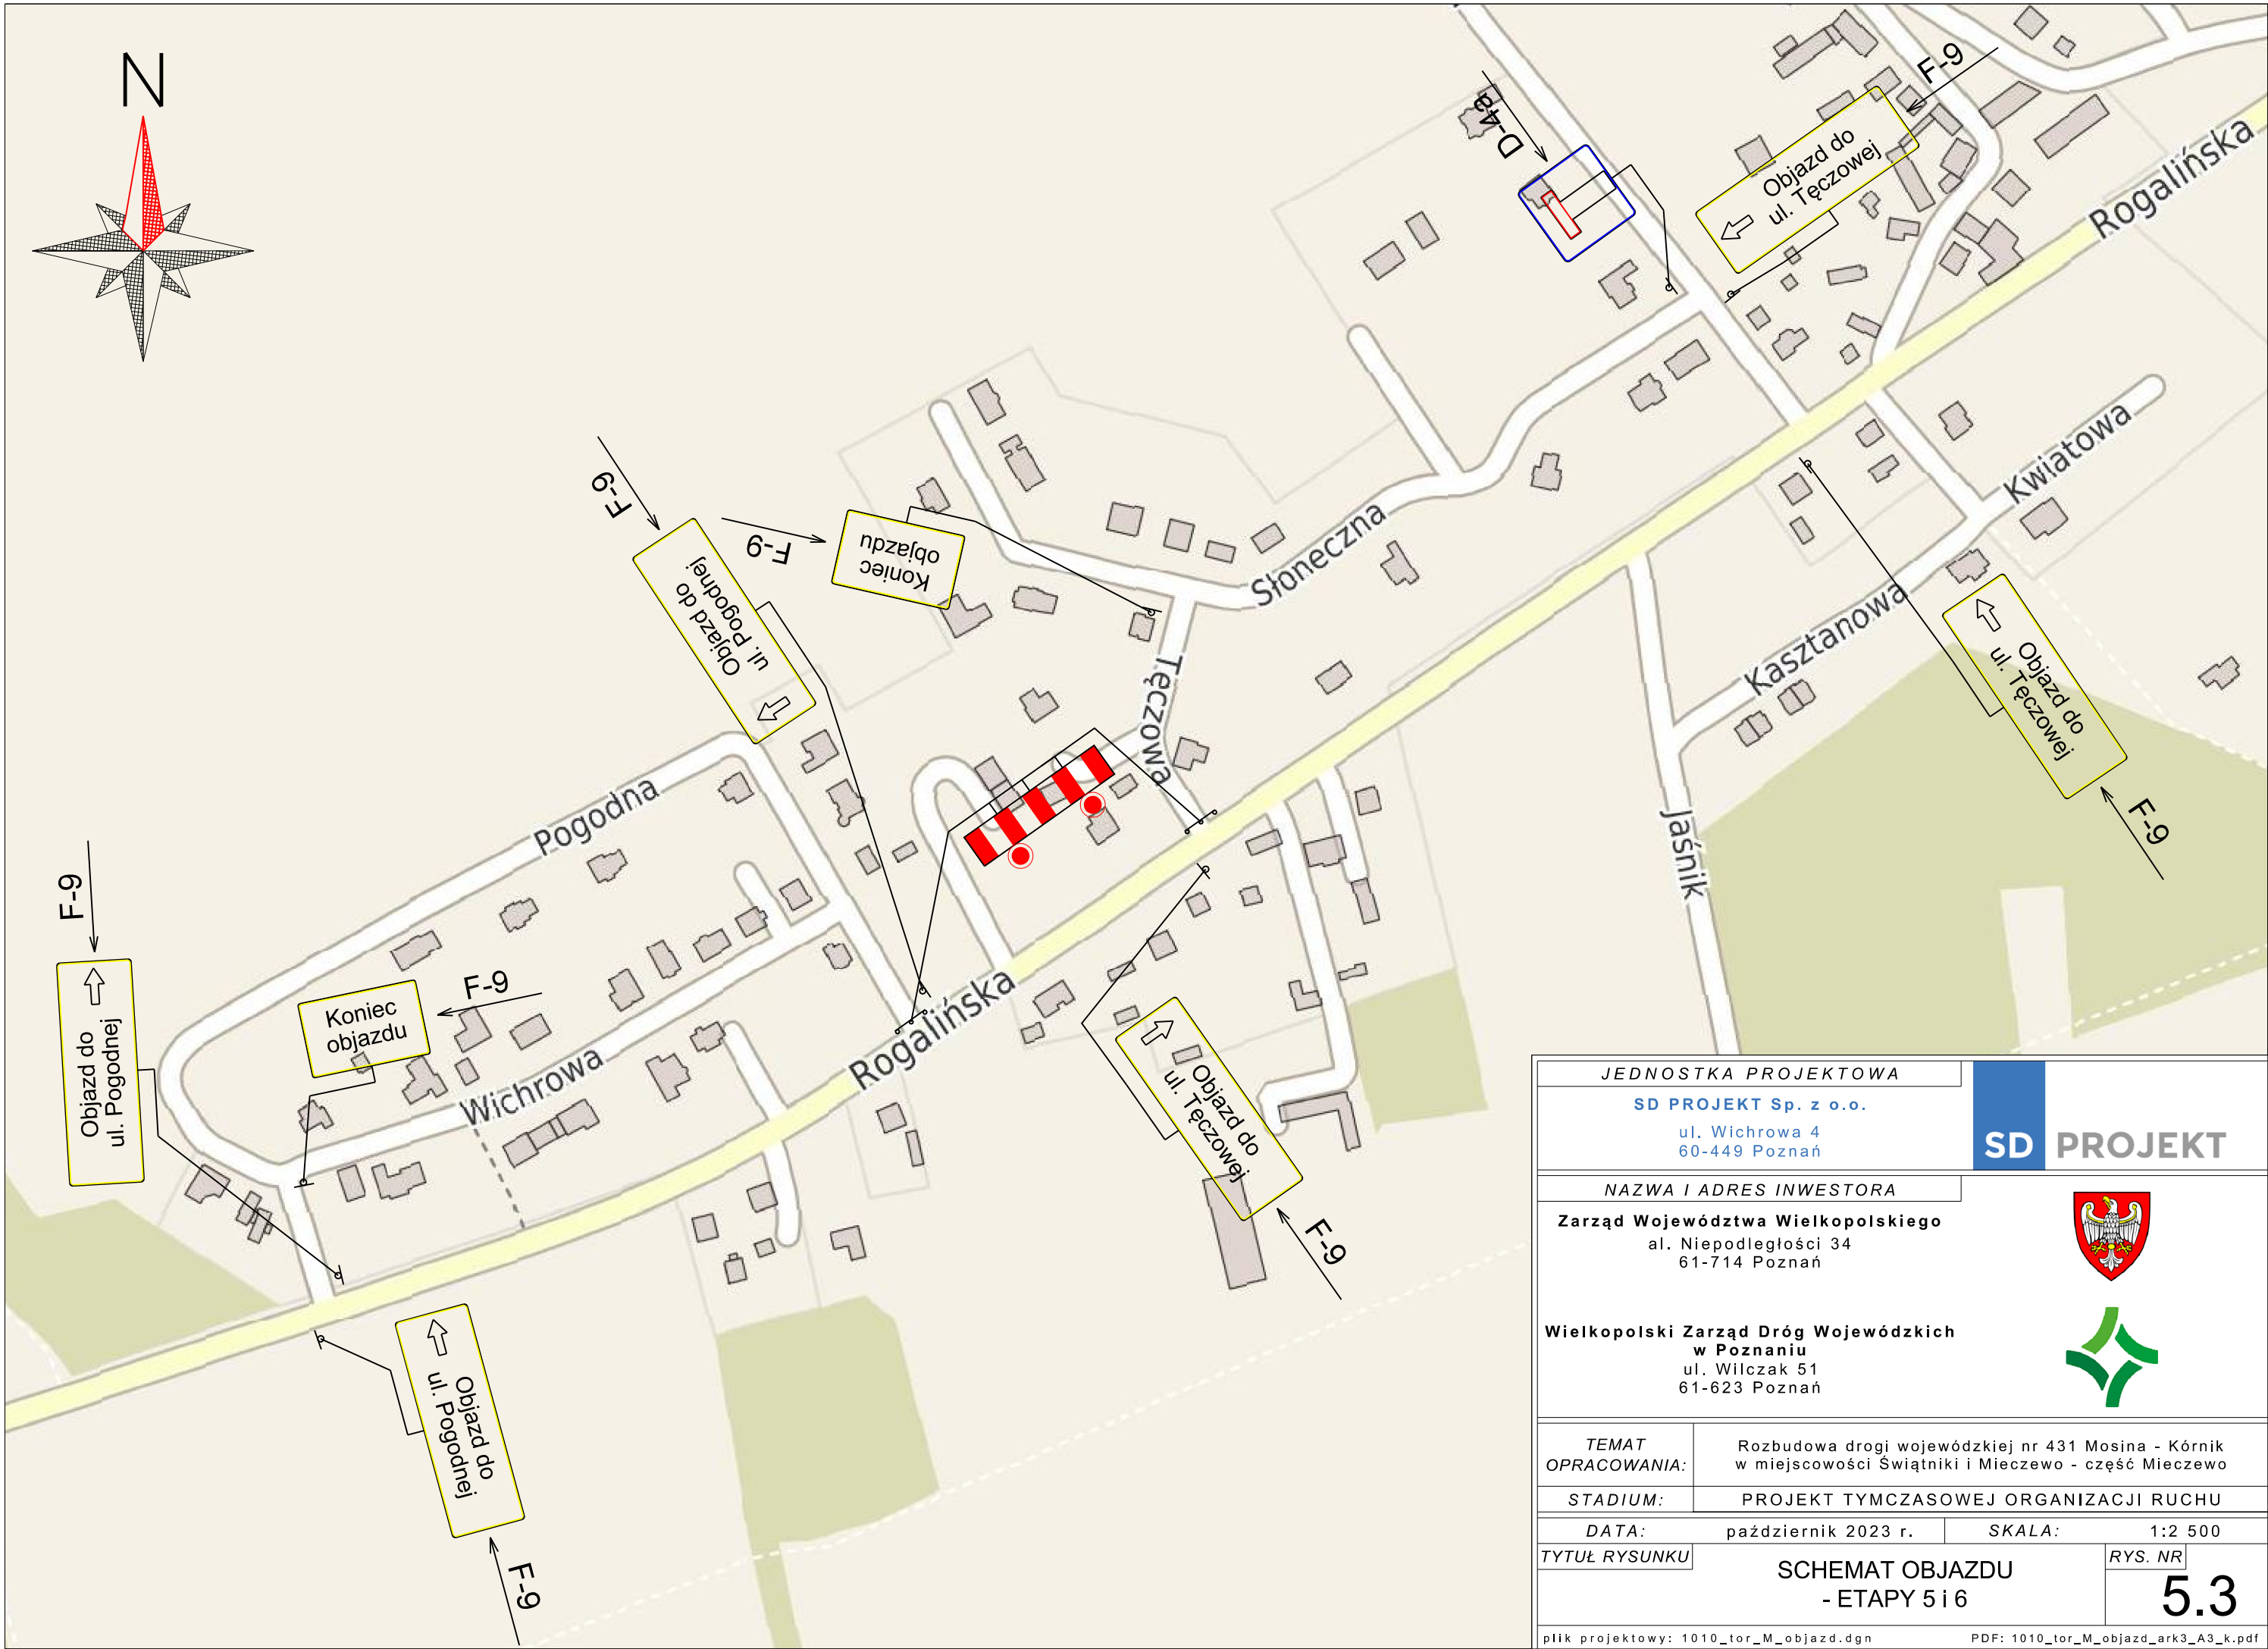 N
D-4a
F-9
Objazd do
ul. Tęczowej
Rogalińska
F-9
Objazd do
ul. Pogodnej
F-9
Koniec
objazdu
Słoneczna
Kwiatowa
Kasztanowa
Objazd do
ul. Tęczowej
F-9
Tęczowa
Jaśnik
Pogodna
F-9
Objazd do
ul. Pogodnej
Koniec
objazdu
F-9
Wichrowa
Rogalińska
Objazd do
ul. Tęczowej
F-9
Objazd do
ul. Pogodnej
F-9
JEDNOSTKA PROJEKTOWA
SD PROJEKT Sp. z o.o.
ul. Wichrowa 4
60-449 Poznań
SD PROJEKT
NAZWA I ADRES INWESTORA
Zarząd Województwa Wielkopolskiego
al. Niepodległości 34
61-714 Poznań
Wielkopolski Zarząd Dróg Wojewódzkich
w Poznaniu
ul. Wilczak 51
61-623 Poznań
TEMAT
OPRACOWANIA:
Rozbudowa drogi wojewódzkiej nr 431 Mosina - Kórnik
w miejscowości Świątniki i Mieczewo - część Mieczewo
STADIUM:
PROJEKT TYMCZASOWEJ ORGANIZACJI RUCHU
DATA:
październik 2023 r.
SKALA:
1:2 500
TYTUŁ RYSUNKU
SCHEMAT OBJAZDU
- ETAPY 5 i 6
RYS. NR
5.3
plik projektowy: 1010_tor_M_objazd.dgn
PDF: 1010_tor_M_objazd_ark3_A3_k.pdf